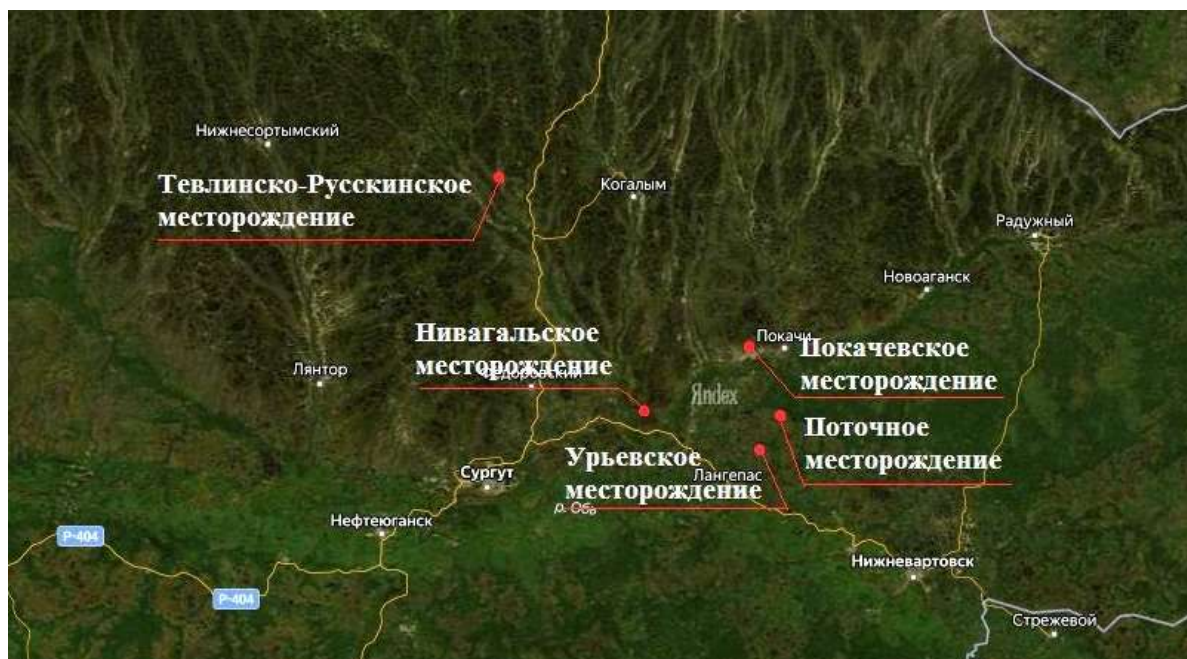 Нижнесортымский
Тевлинско-Русскинское
месторождение
Когалым
Радужный
Новоаганск
Нивагальское
месторождение
Покачи
Покачевское
месторождение
Лянтор
Федоровский
Яndex
Поточное
месторождение
Урьевское
месторождение
Лангепас
Сургут
р. Обь
Нефтеюганск
Р-404
Нижневартовск
Р-404
Стрежевой